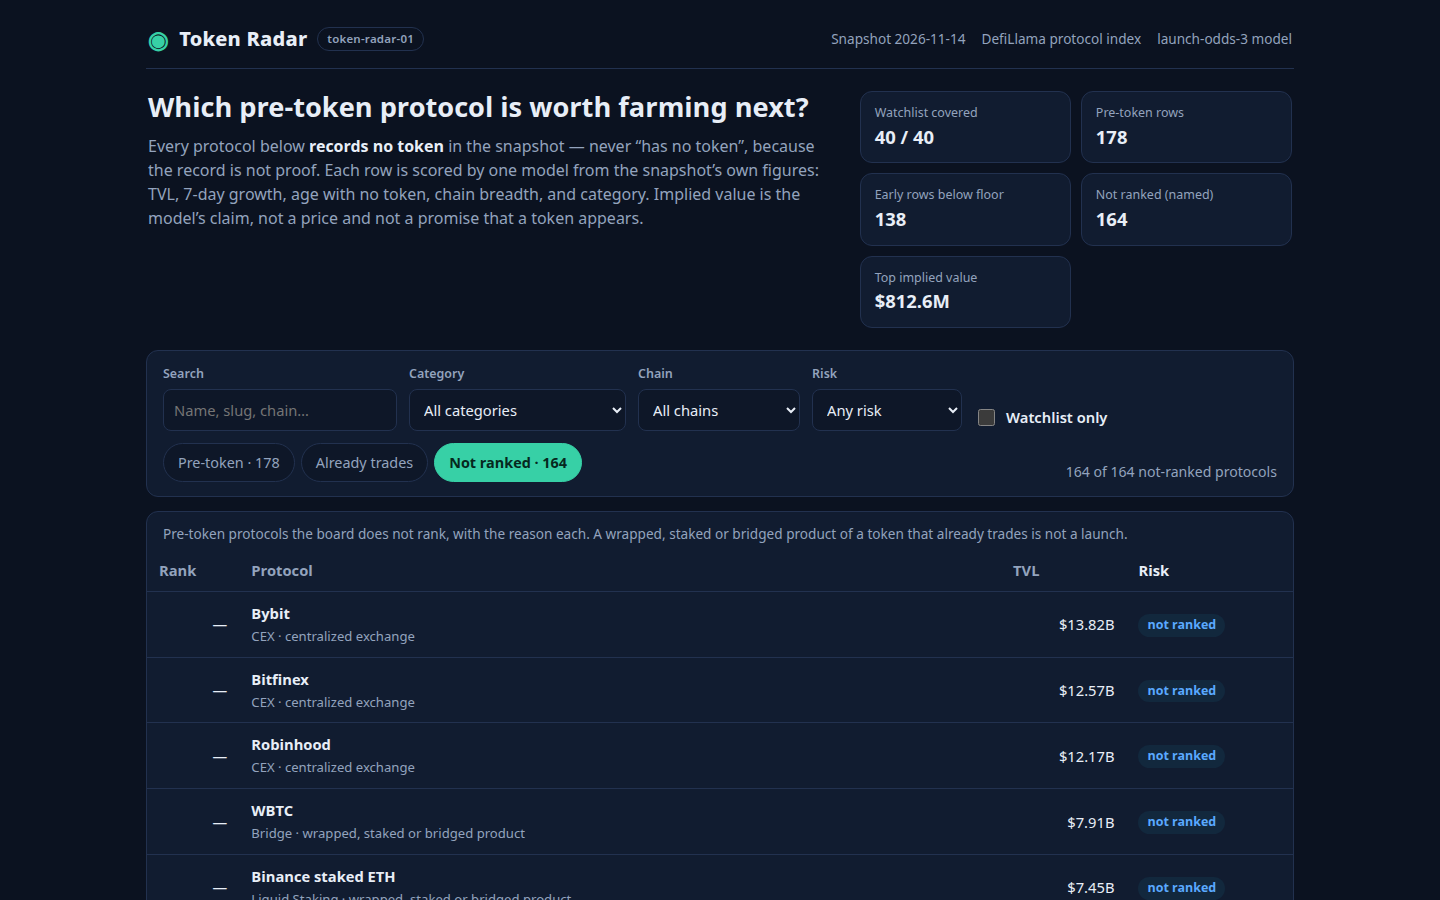 Token Radar
token-radar-01
Snapshot 2026-11-14
DefiLlama protocol index
launch-odds-3 model
Which pre-token protocol is worth farming next?
Every protocol below records no token in the snapshot — never “has no token”, because
the record is not proof. Each row is scored by one model from the snapshot’s own figures:
TVL, 7-day growth, age with no token, chain breadth, and category. Implied value is the
model’s claim, not a price and not a promise that a token appears.
Watchlist covered
40 / 40
Pre-token rows
178
Early rows below floor
138
Not ranked (named)
164
Top implied value
$812.6M
Search
Category
Chain
Risk
Name, slug, chain...
All categories
All chains
Any risk
Watchlist only
Pre-token · 178
Already trades
Not ranked · 164
164 of 164 not-ranked protocols
Pre-token protocols the board does not rank, with the reason each. A wrapped, staked or bridged product of a token that already trades is not a launch.
Rank Protocol TVL Risk
— Bybit $13.82B not ranked
CEX · centralized exchange
— Bitfinex $12.57B not ranked
CEX · centralized exchange
— Robinhood $12.17B not ranked
CEX · centralized exchange
— WBTC $7.91B not ranked
Bridge · wrapped, staked or bridged product
— Binance staked ETH $7.45B not ranked
Liquid Staking · wrapped, staked or bridged product